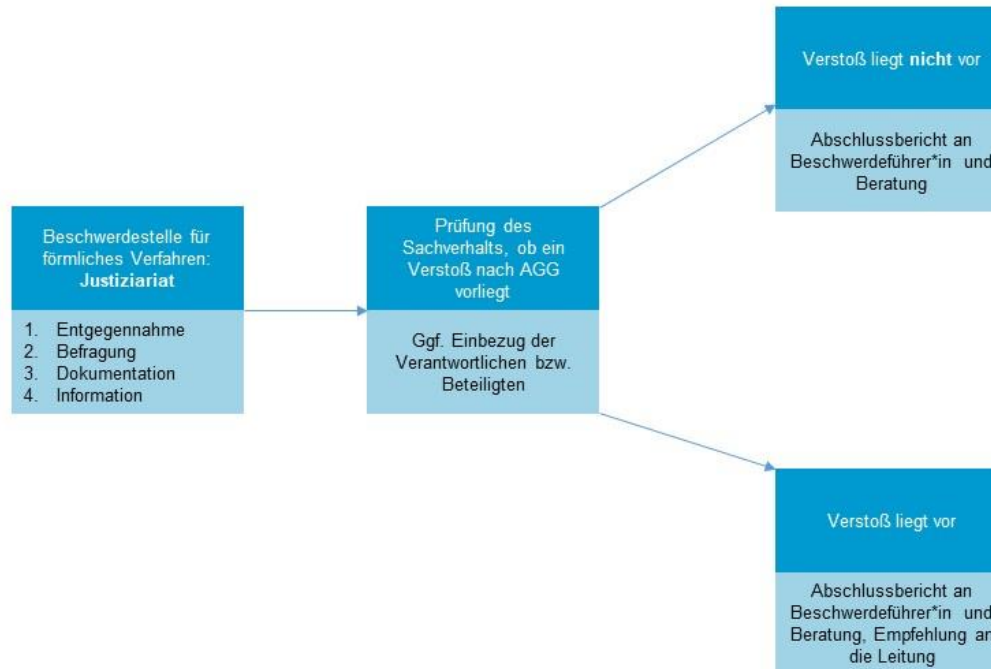 Beschwerdestelle für
förmliches Verfahren:
Justiziariat
1. Entgegennahme
2. Befragung
3. Dokumentation
4. Information
Prüfung des
Sachverhalts, ob ein
Verstoß nach AGG
vorliegt
Ggf. Einbezug der
Verantwortlichen bzw.
Beteiligten
Verstoß liegt nicht vor
Abschlussbericht an
Beschwerdeführer*in und
Beratung
Verstoß liegt vor
Abschlussbericht an
Beschwerdeführer*in und
Beratung, Empfehlung an
die Leitung